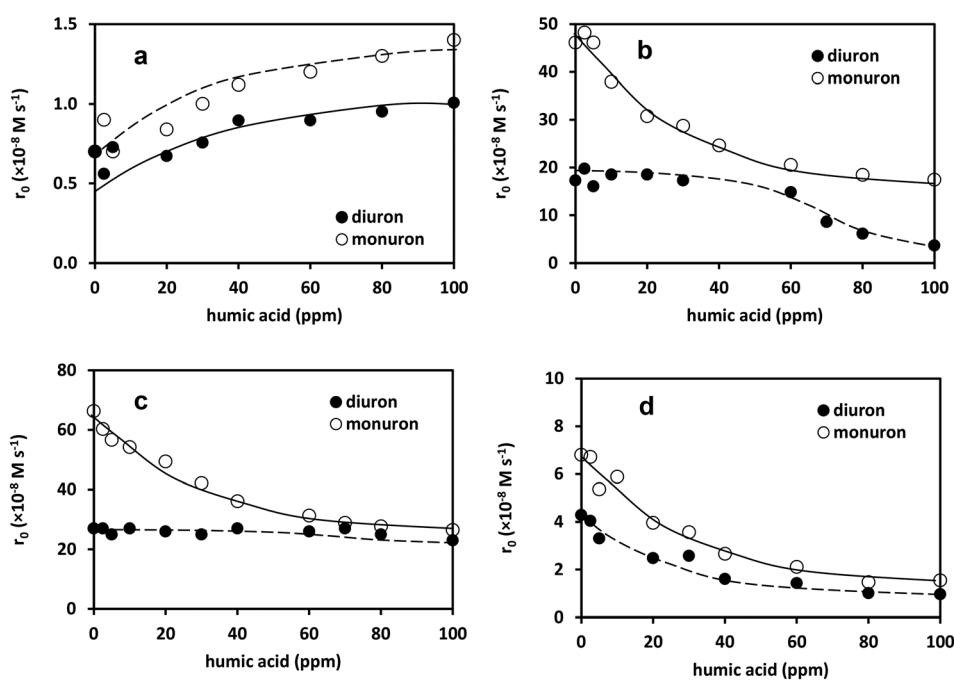 a
r₀ (×10⁻⁸ M s⁻¹)
1.5
1.0
0.5
0.0
diuron
monuron
0 20 40 60 80 100
humic acid (ppm)
b
r₀ (×10⁻⁸ M s⁻¹)
50
40
30
20
10
0
diuron
monuron
0 20 40 60 80 100
humic acid (ppm)
c
r₀ (×10⁻⁸ M s⁻¹)
80
60
40
20
0
diuron
monuron
0 20 40 60 80 100
humic acid (ppm)
d
r₀ (×10⁻⁸ M s⁻¹)
10
8
6
4
2
0
diuron
monuron
0 20 40 60 80 100
humic acid (ppm)